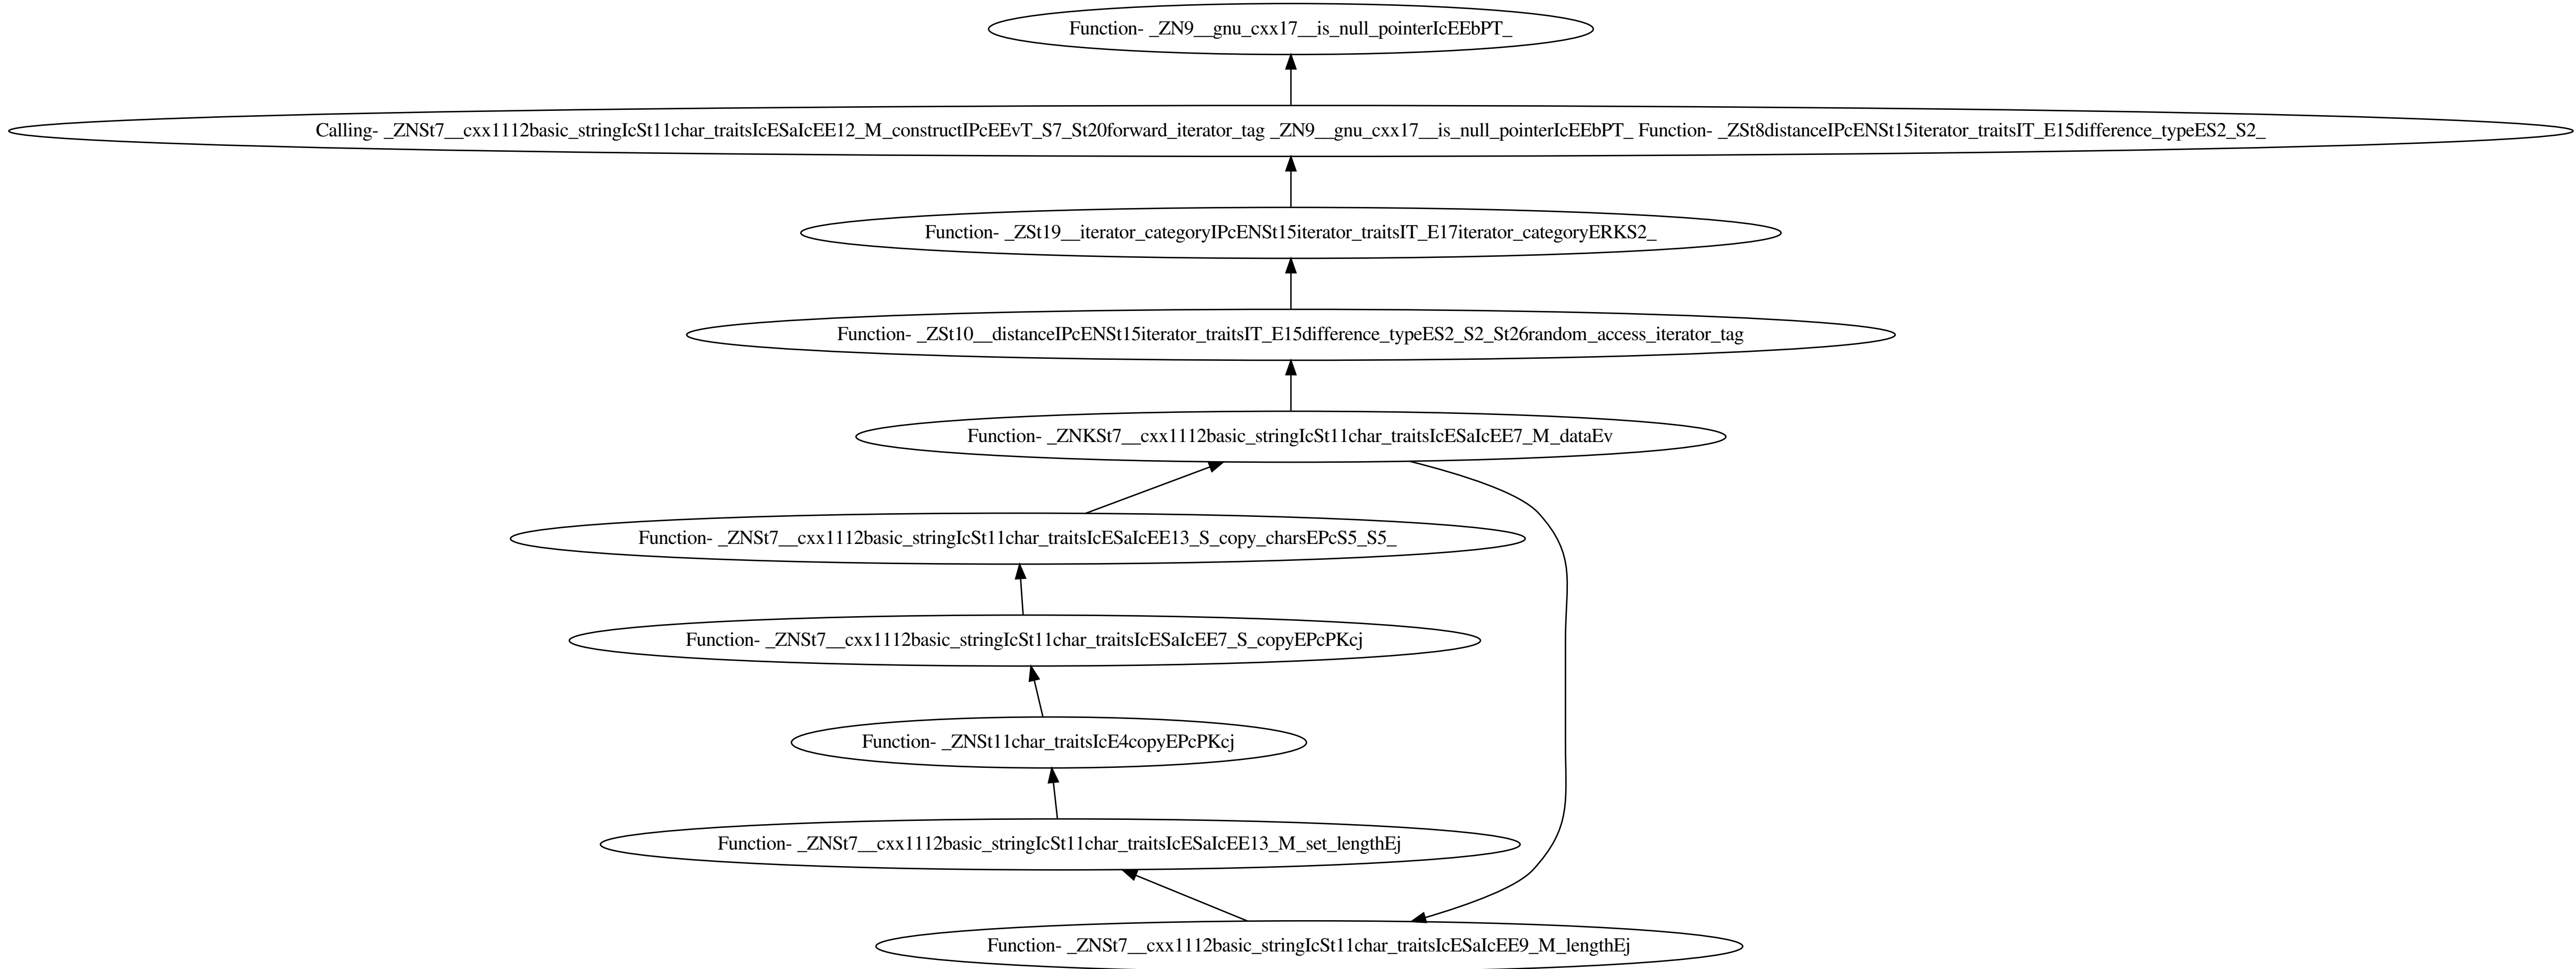 Function- _ZN9__gnu_cxx17__is_null_pointerIcEEbPT_
Calling- _ZNSt7__cxx1112basic_stringIcSt11char_traitsIcESaIcEE12_M_constructIPcEEvT_S7_St20forward_iterator_tag _ZN9__gnu_cxx17__is_null_pointerIcEEbPT_ Function- _ZSt8distanceIPcENSt15iterator_traitsIT_E15difference_typeES2_S2_
Function- _ZSt19__iterator_categoryIPcENSt15iterator_traitsIT_E17iterator_categoryERKS2_
Function- _ZSt10__distanceIPcENSt15iterator_traitsIT_E15difference_typeES2_S2_St26random_access_iterator_tag
Function- _ZNKSt7__cxx1112basic_stringIcSt11char_traitsIcESaIcEE7_M_dataEv
Function- _ZNSt7__cxx1112basic_stringIcSt11char_traitsIcESaIcEE13_S_copy_charsEPcS5_S5_
Function- _ZNSt7__cxx1112basic_stringIcSt11char_traitsIcESaIcEE7_S_copyEPcPKcj
Function- _ZNSt11char_traitsIcE4copyEPcPKcj
Function- _ZNSt7__cxx1112basic_stringIcSt11char_traitsIcESaIcEE13_M_set_lengthEj
Function- _ZNSt7__cxx1112basic_stringIcSt11char_traitsIcESaIcEE9_M_lengthEj